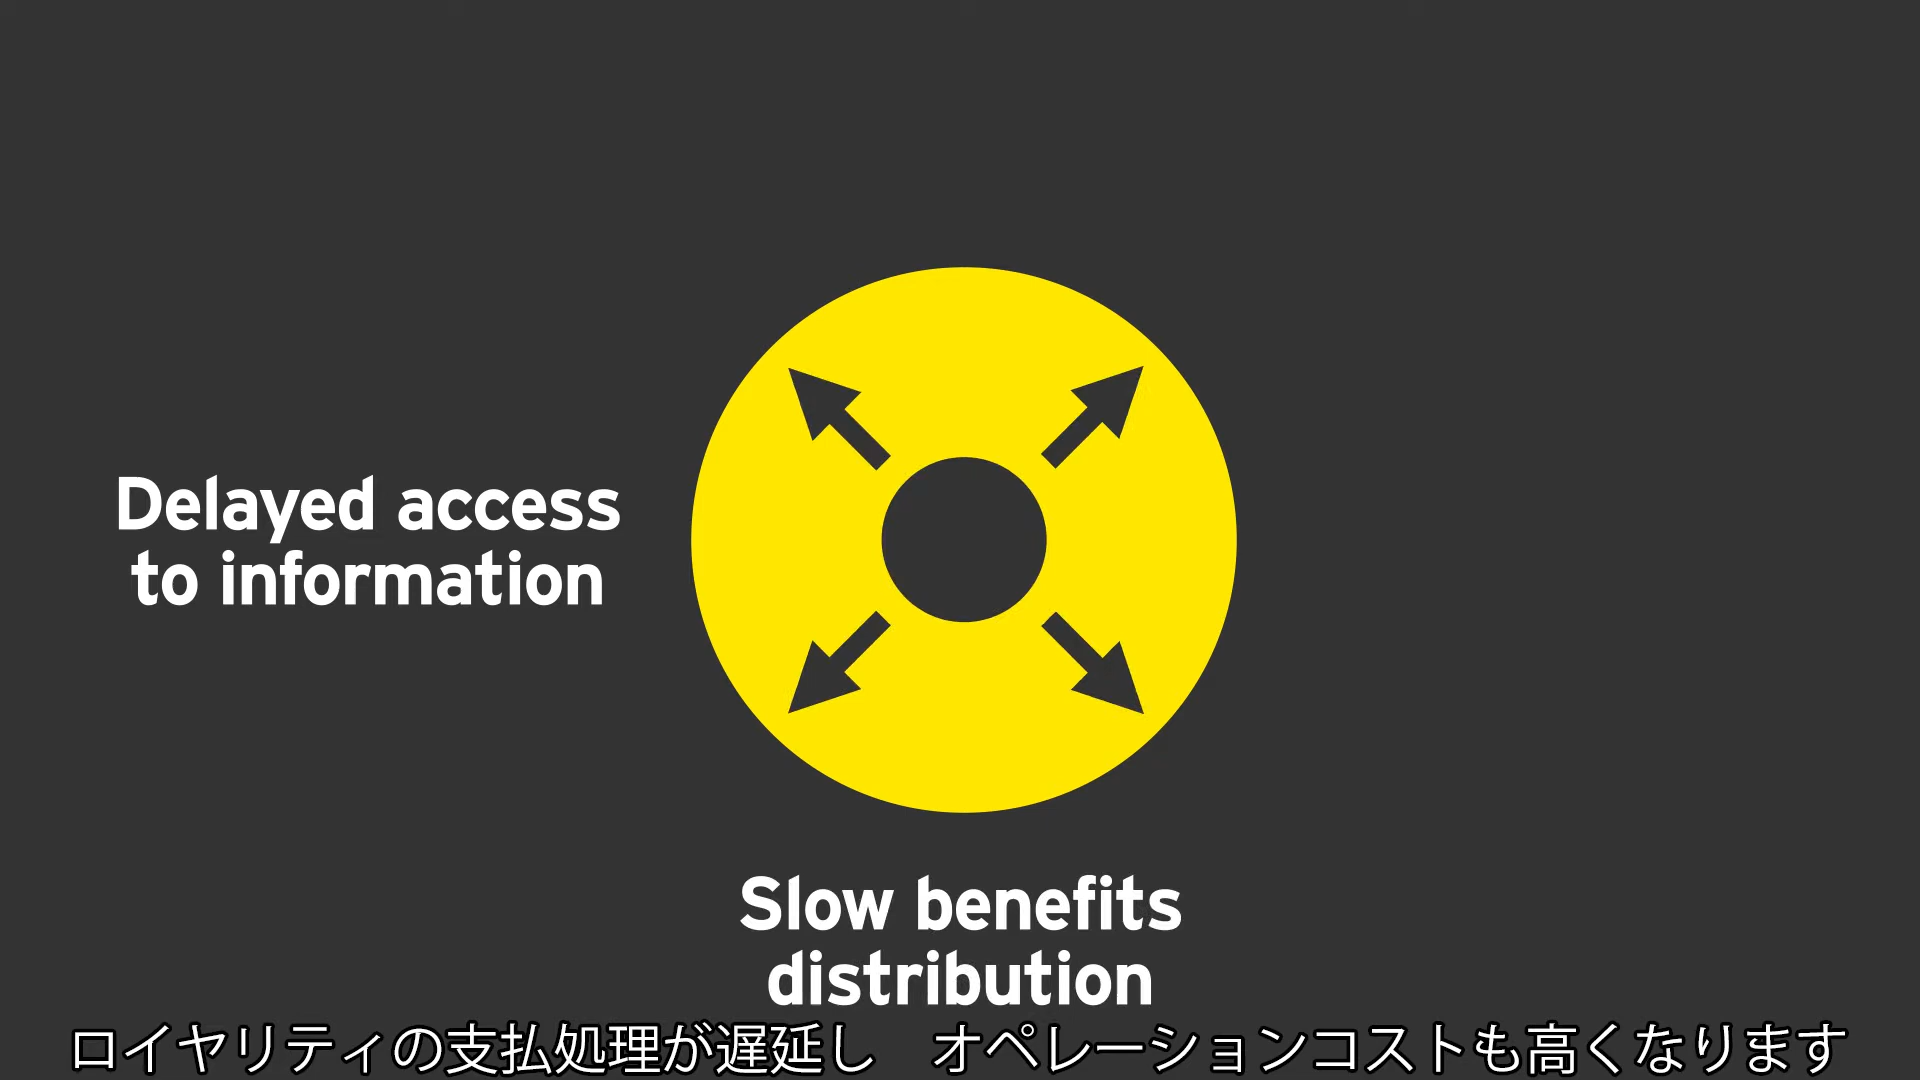 Delayed access
to information
Slow benefits
distribution
ロイヤリティの支払処理が遅延し　オペレーションコストも高くなります